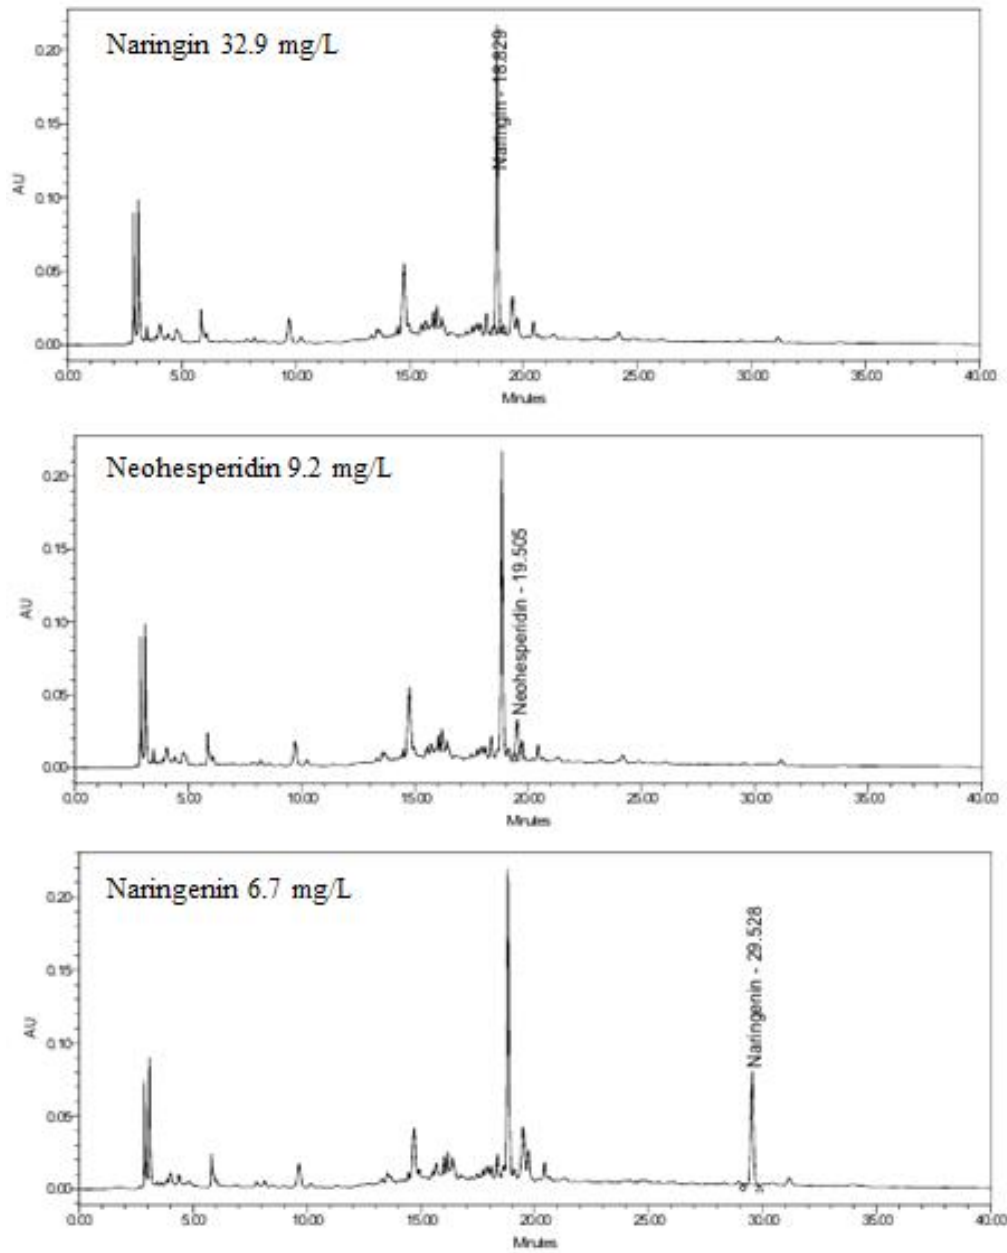 Naringin 32.9 mg/L
Naringin - 18.829
AU
0.20
0.15
0.10
0.05
0.00
0.00 5.00 10.00 15.00 20.00 25.00 30.00 35.00 40.00
Minutes
Neohesperidin 9.2 mg/L
Neohesperidin - 19.505
AU
0.20
0.15
0.10
0.05
0.00
0.00 5.00 10.00 15.00 20.00 25.00 30.00 35.00 40.00
Minutes
Naringenin 6.7 mg/L
Naringenin - 29.528
AU
0.20
0.15
0.10
0.05
0.00
0.00 5.00 10.00 15.00 20.00 25.00 30.00 35.00 40.00
Minutes